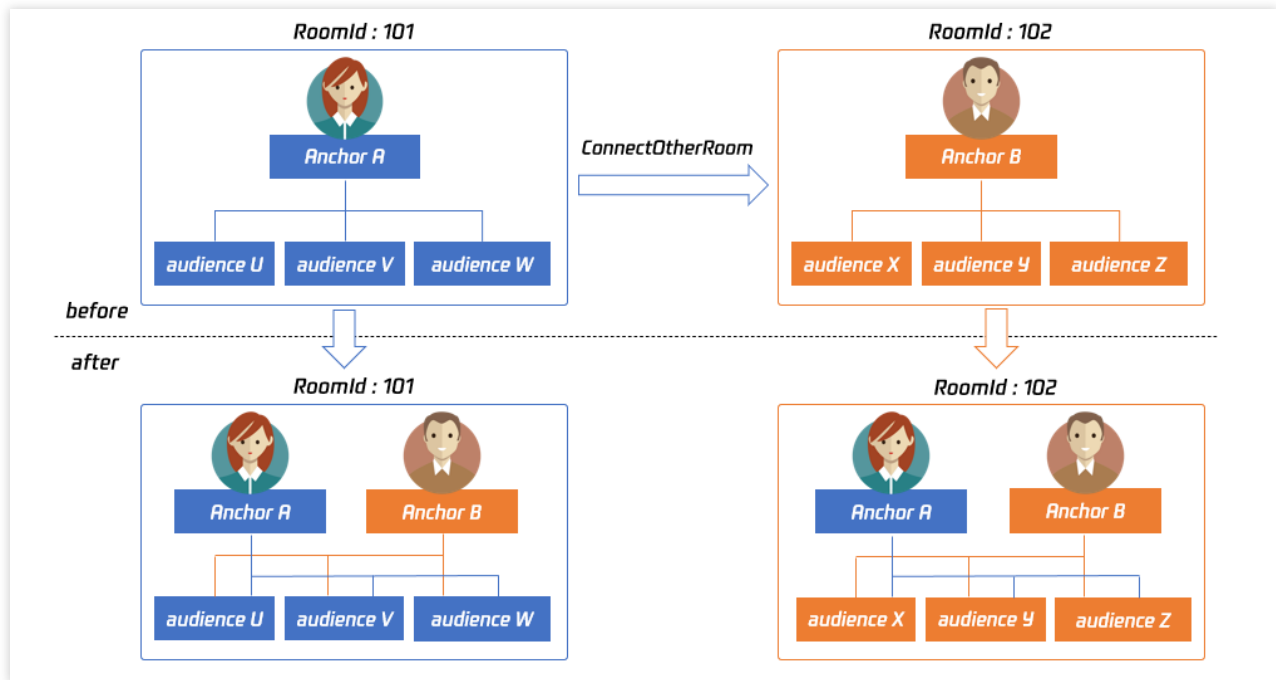 RoomId : 101
RoomId : 102
Anchor A
ConnectOtherRoom
Anchor B
audience U
audience V
audience W
audience X
audience Y
audience Z
before
after
RoomId : 101
RoomId : 102
Anchor A
Anchor B
Anchor A
Anchor B
audience U
audience V
audience W
audience X
audience Y
audience Z